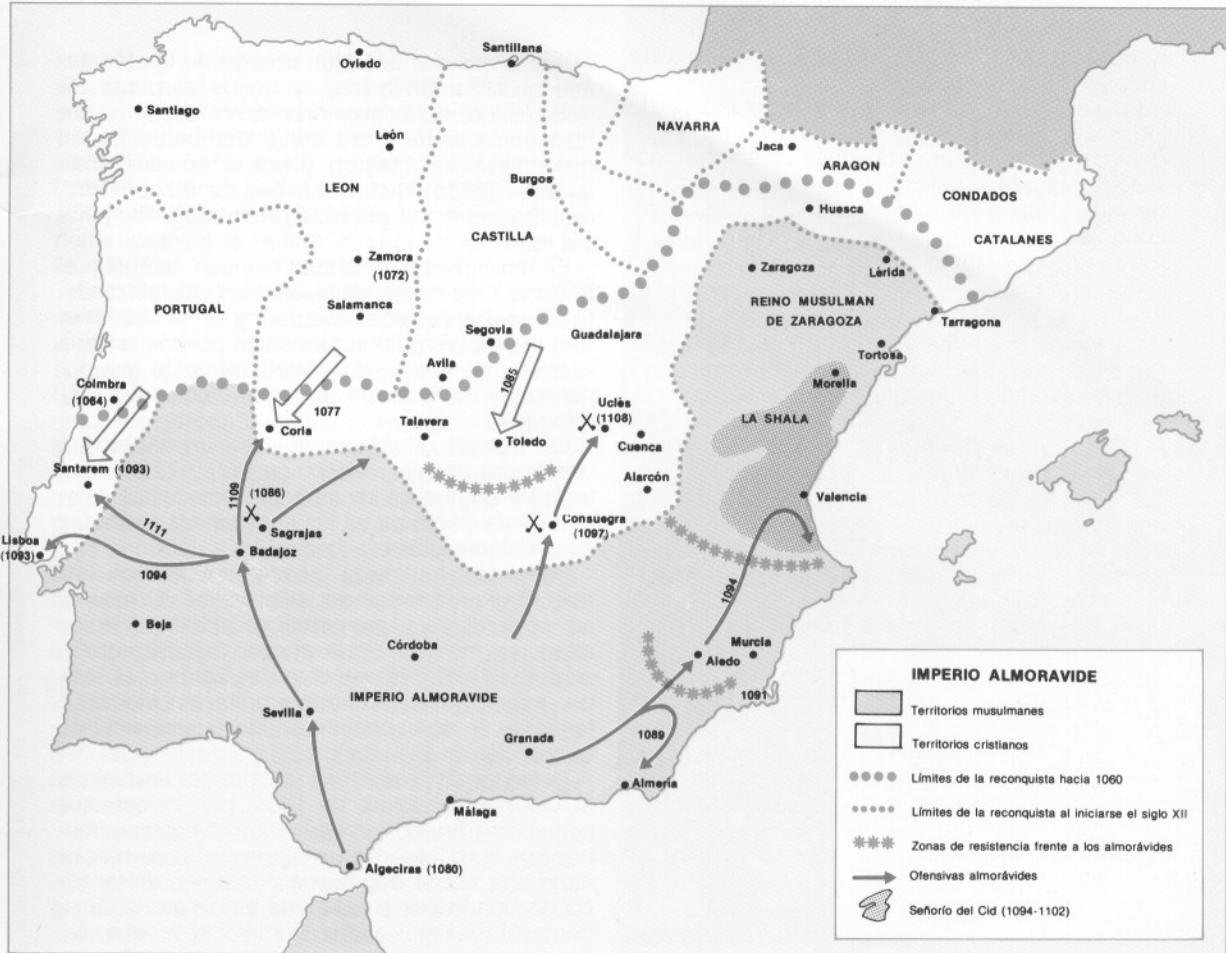 Oviedo
Santillana
Santiago
León
LEON
Burgos
CASTILLA
NAVARRA
Jaca
ARAGON
Huesca
CONDADOS
CATALANES
Zamora
(1072)
Salamanca
PORTUGAL
Segovia
Avila
Guadalajara
Zaragoza
Lérida
REINO MUSULMAN
DE ZARAGOZA
Tarragona
Tortosa
Morella
LA SHALA
Coimbra
(1064)
1077
Coria
Talavera
1085
Toledo
Uclès
(1108)
Cuenca
Alarcón
Valencia
Santarem (1093)
1109
(1086)
Sagrajas
1111
Badajoz
Lisboa
(1093)
1094
Consuegra
(1097)
1094
Beja
Córdoba
Murcia
Aledo
1091
IMPERIO ALMORAVIDE
Sevilla
Granada
1089
Almería
Málaga
Algeciras (1080)
IMPERIO ALMORAVIDE
Territorios musulmanes
Territorios cristianos
Límites de la reconquista hacia 1060
Límites de la reconquista al iniciarse el siglo XII
Zonas de resistencia frente a los almorávides
Ofensivas almorávides
Señorío del Cid (1094-1102)